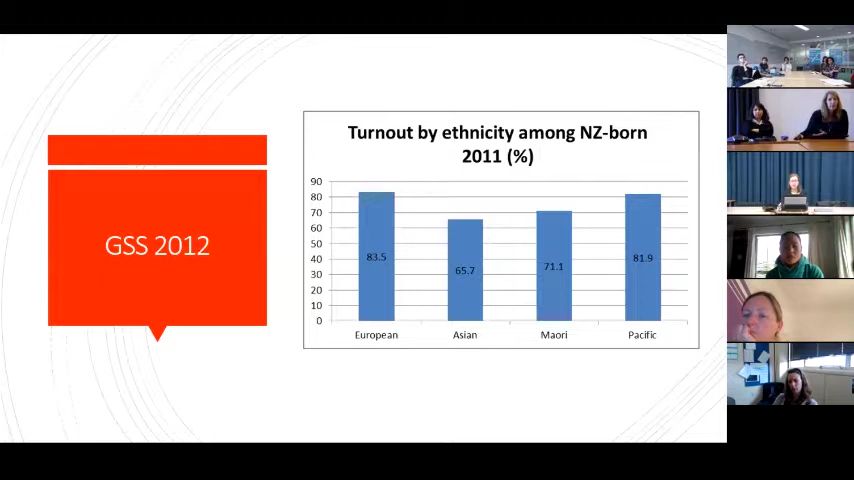 GSS 2012
Turnout by ethnicity among NZ-born
2011 (%)
90
80
70
60
50
40
30
20
10
0
83.5
65.7
71.1
81.9
European
Asian
Maori
Pacific